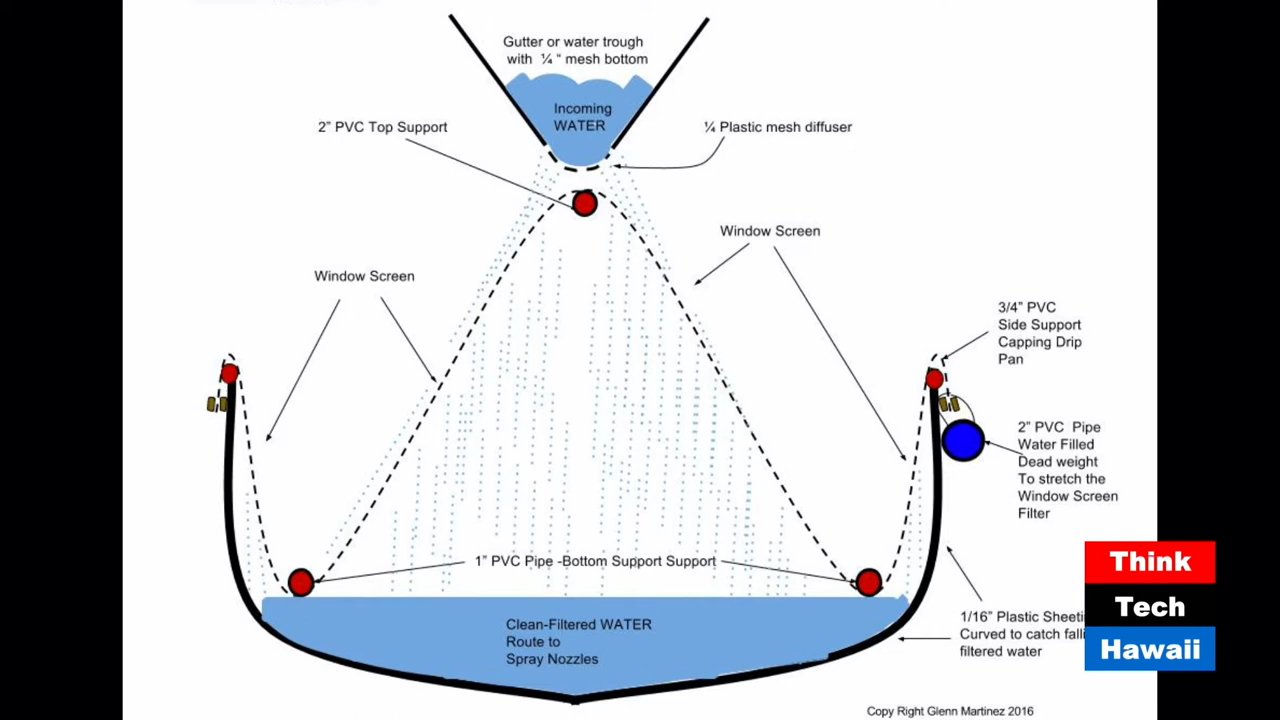 Gutter or water trough
with ¼ “ mesh bottom
Incoming
WATER
2” PVC Top Support
¼ Plastic mesh diffuser
Window Screen
Window Screen
3/4” PVC
Side Support
Capping Drip
Pan
2” PVC Pipe
Water Filled
Dead weight
To stretch the
Window Screen
Filter
1” PVC Pipe -Bottom Support Support
Clean-Filtered WATER
Route to
Spray Nozzles
1/16” Plastic
Curved to catch
filtered water
Think
Tech
Hawaii
Copy Right Glenn Martinez 2016